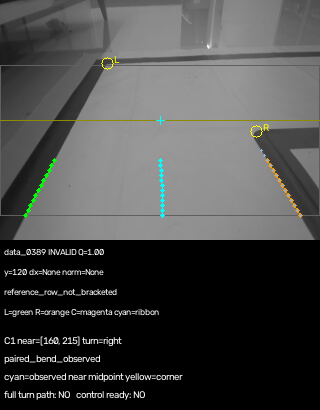 L
R
data_0389 INVALID Q=1.00
y=120 dx=None norm=None
reference_row_not_bracketed
L=green R=orange C=magenta cyan=ribbon
C1 near=[160, 215] turn=right
paired_bend_observed
cyan=observed near midpoint yellow=corner
full turn path: NO control ready: NO